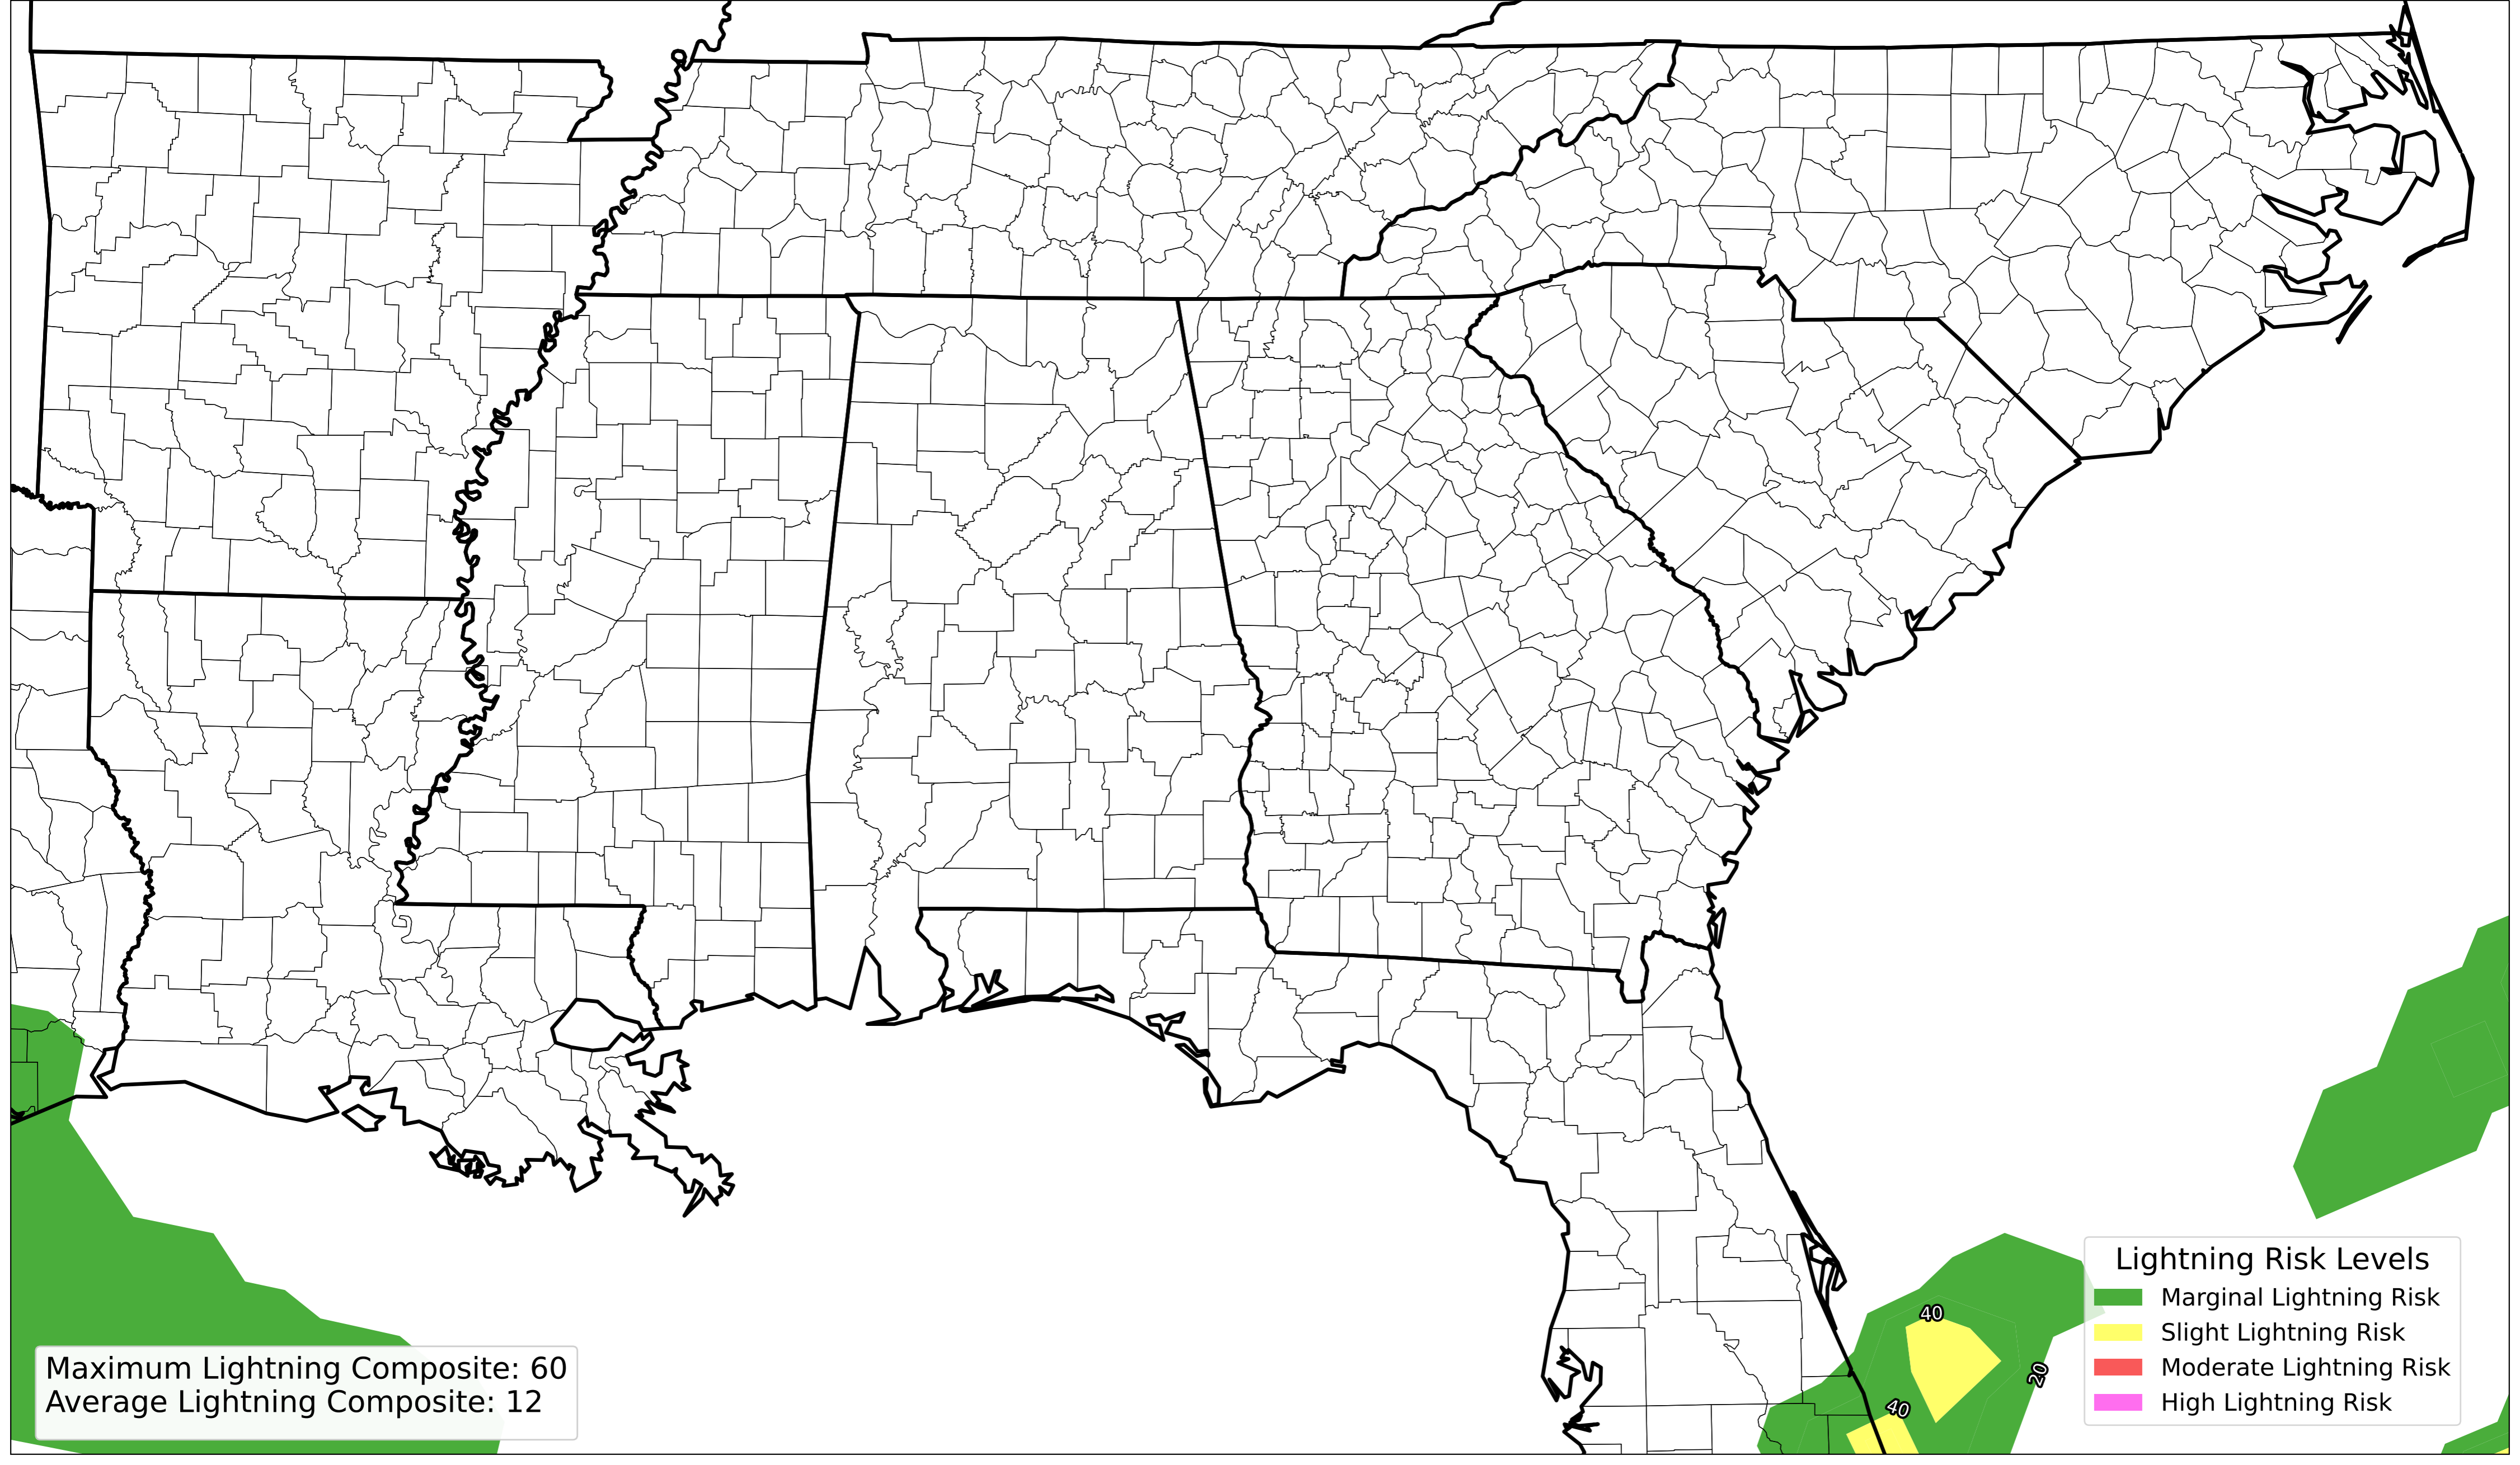 40
20
40
Lightning Risk Levels
Marginal Lightning Risk
Slight Lightning Risk
Moderate Lightning Risk
High Lightning Risk
Maximum Lightning Composite: 60
Average Lightning Composite: 12